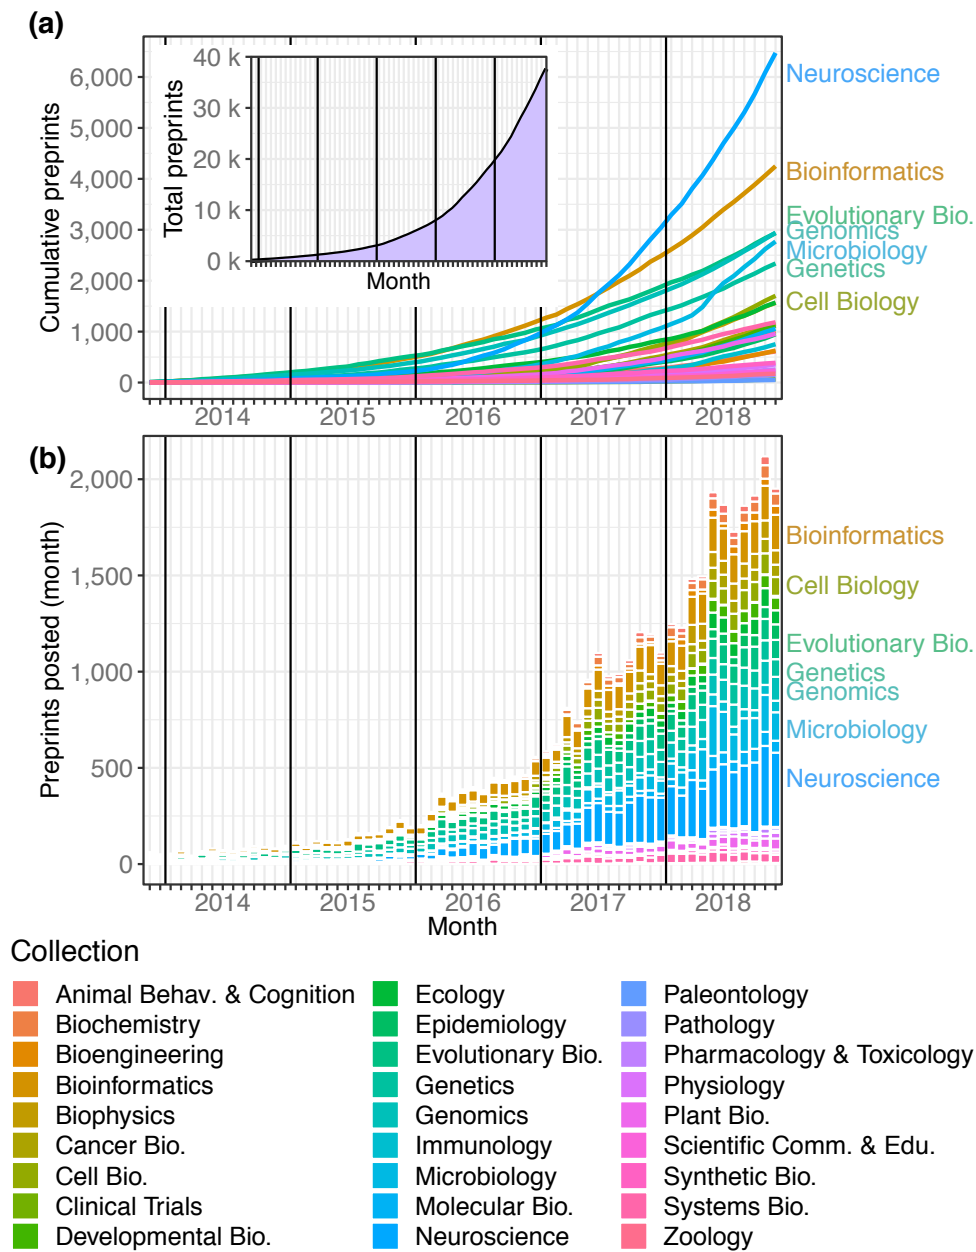 (a)
Cumulative preprints
6,000
5,000
4,000
3,000
2,000
1,000
0
Total preprints
40 k
30 k
20 k
10 k
0 k
Month
Neuroscience
Bioinformatics
Evolutionary Bio.
Genomics
Microbiology
Genetics
Cell Biology
2014 2015 2016 2017 2018
(b)
Preprints posted (month)
2,000
1,500
1,000
500
0
Bioinformatics
Cell Biology
Evolutionary Bio.
Genetics
Genomics
Microbiology
Neuroscience
2014 2015 2016 2017 2018
Month
Collection
Animal Behav. & Cognition
Biochemistry
Bioengineering
Bioinformatics
Biophysics
Cancer Bio.
Cell Bio.
Clinical Trials
Developmental Bio.
Ecology
Epidemiology
Evolutionary Bio.
Genetics
Genomics
Immunology
Microbiology
Molecular Bio.
Neuroscience
Paleontology
Pathology
Pharmacology & Toxicology
Physiology
Plant Bio.
Scientific Comm. & Edu.
Synthetic Bio.
Systems Bio.
Zoology